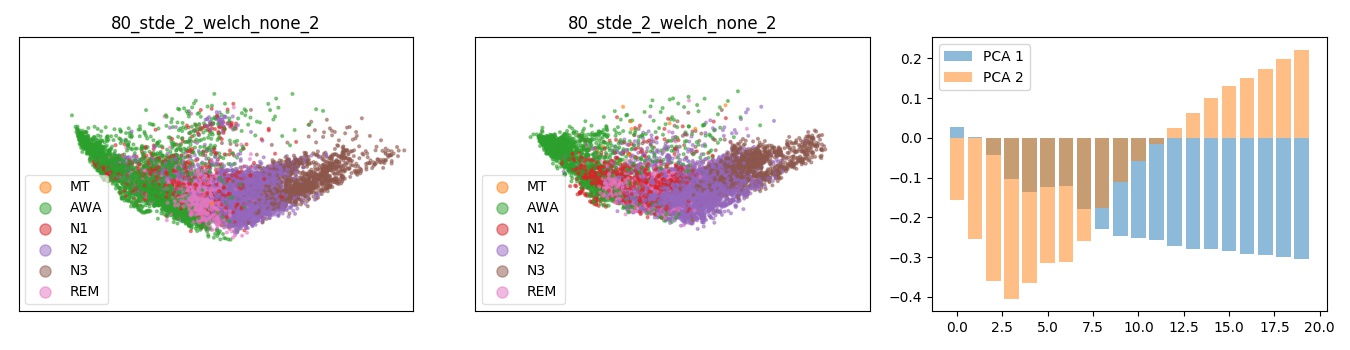 80_stde_2_welch_none_2
MT
AWA
N1
N2
N3
REM
80_stde_2_welch_none_2
MT
AWA
N1
N2
N3
REM
PCA 1
PCA 2
0.2
0.1
0.0
−0.1
−0.2
−0.3
−0.4
0.0 2.5 5.0 7.5 10.0 12.5 15.0 17.5 20.0